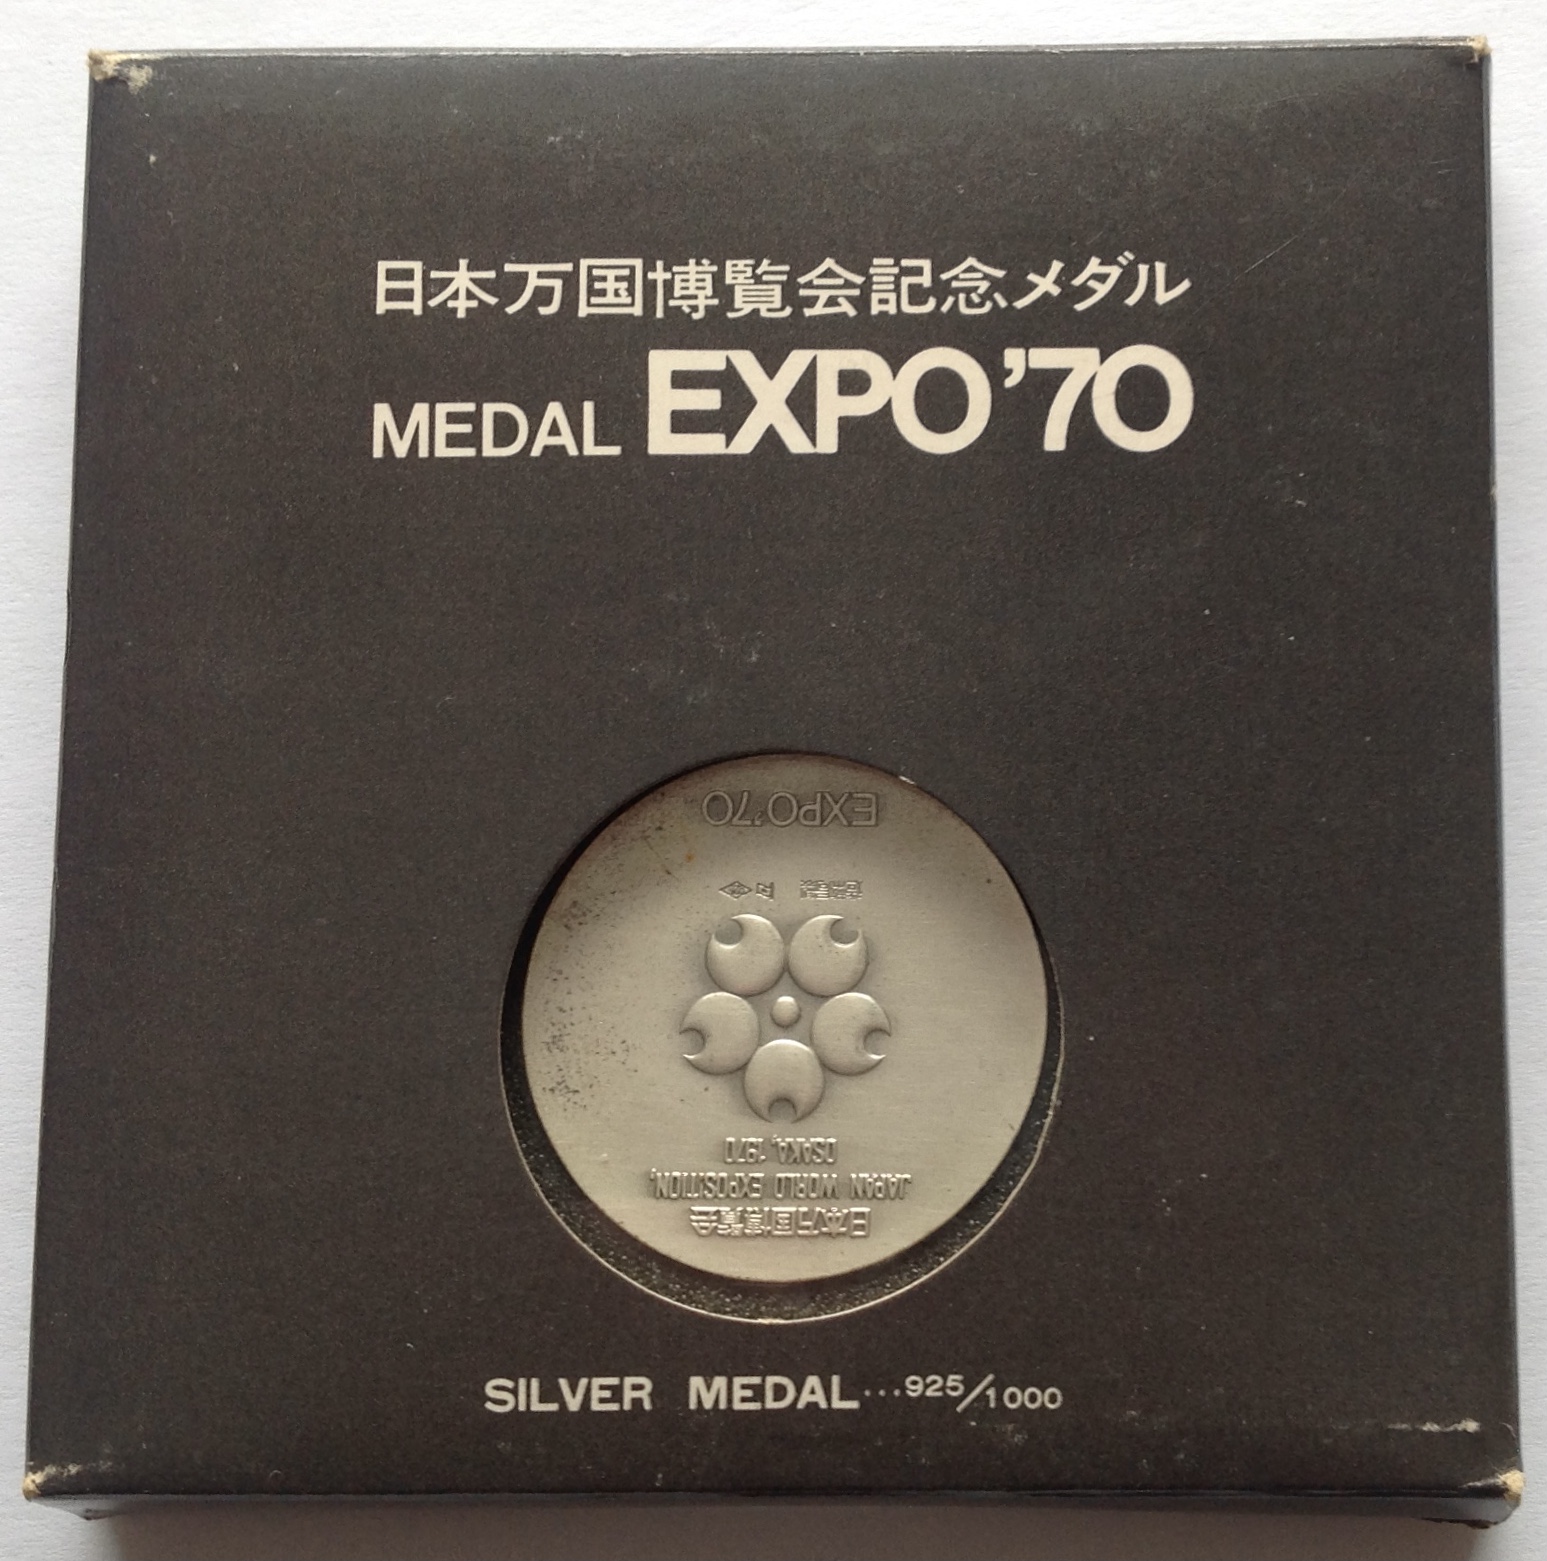 日本万国博覧会記念メダル
MEDAL EXPO'70
日本万国博覧会
JAPAN WORLD EXPOSITION,
OSAKA, 1970
EXPO'70
SILVER MEDAL...925/1000